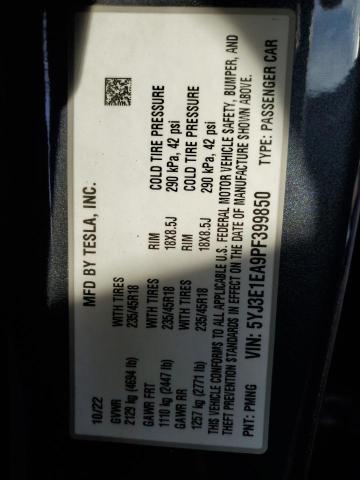 MFD BY TESLA, INC.
10/22
GVWR
2129 kg (4694 lb)
WITH TIRES
235/45R18
RIM
18X8.5J
COLD TIRE PRESSURE
290 kPa, 42 psi
GAWR FRT
1110 kg (2447 lb)
WITH TIRES
235/45R18
RIM
18X8.5J
COLD TIRE PRESSURE
290 kPa, 42 psi
GAWR RR
1257 kg (2771 lb)
THIS VEHICLE CONFORMS TO ALL APPLICABLE U.S. FEDERAL MOTOR VEHICLE SAFETY, BUMPER, AND
THEFT PREVENTION STANDARDS IN EFFECT ON THE DATE OF MANUFACTURE SHOWN ABOVE.
PNT: PMNG VIN: 5YJ3E1EA9PF399850 TYPE: PASSENGER CAR